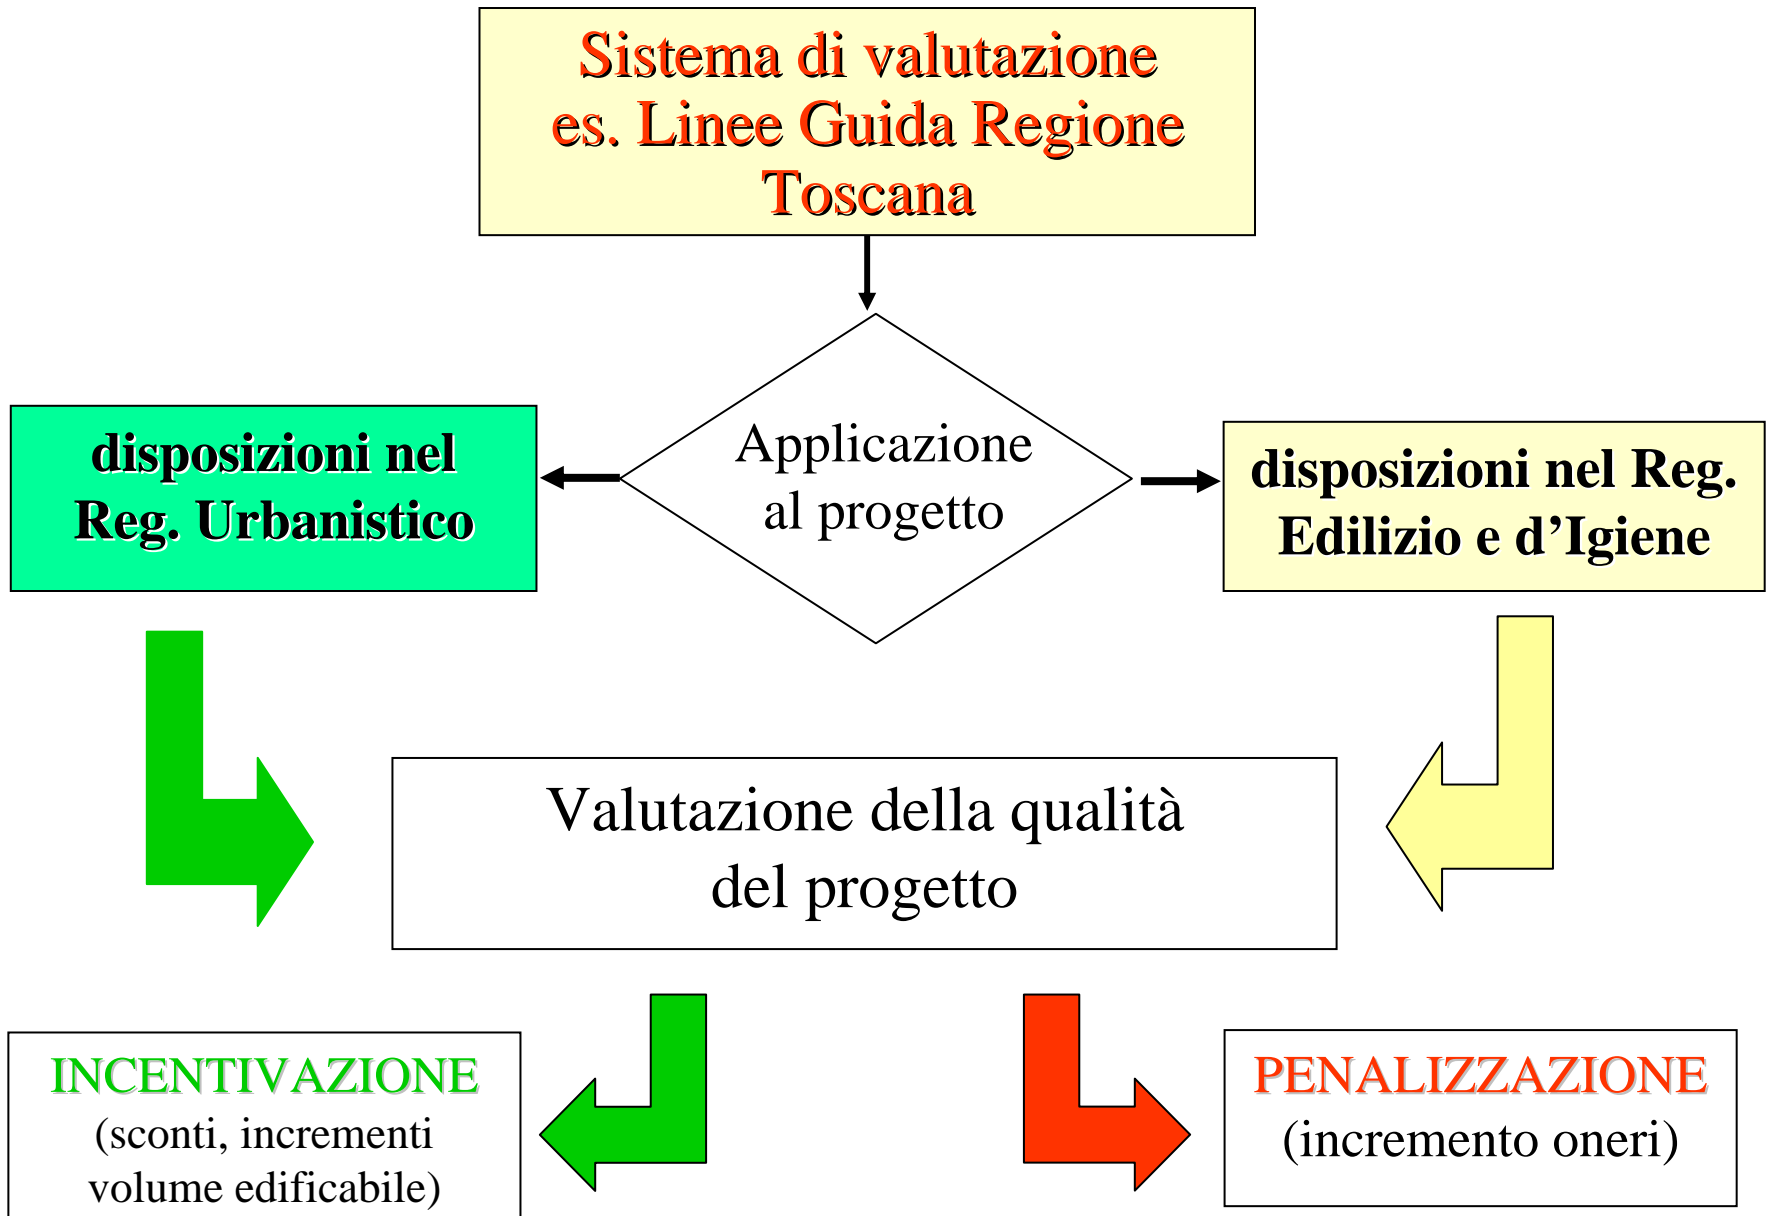 Sistema di valutazione
es. Linee Guida Regione
Toscana
Applicazione
al progetto
disposizioni nel
Reg. Urbanistico
disposizioni nel Reg.
Edilizio e d’Igiene
Valutazione della qualità
del progetto
INCENTIVAZIONE
(sconti, incrementi
volume edificabile)
PENALIZZAZIONE
(incremento oneri)